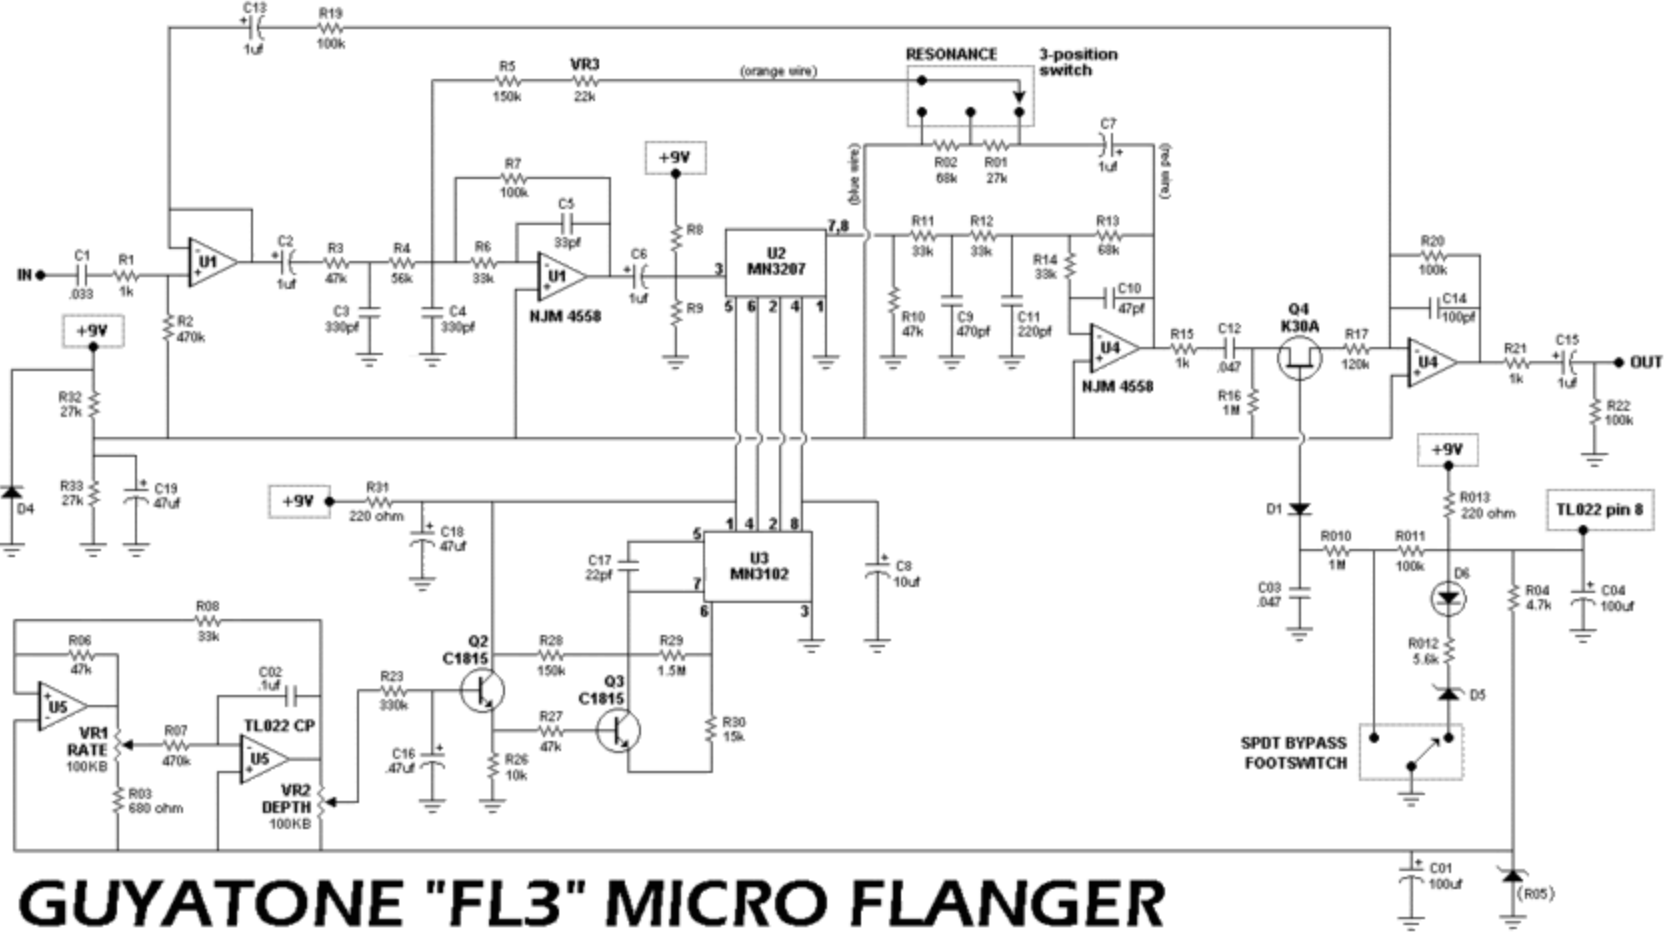 C13
1uf
R19
100k
R5
150k
VR3
22k
(orange wire)
RESONANCE
3-position
switch
R7
100k
C5
33pf
+9V
(blue wire)
R02
68k
R01
27k
C7
1uf
(red wire)
IN
C1
.033
R1
1k
R2
470k
U1
C2
1uf
R3
47k
C3
330pf
R4
56k
C4
330pf
R6
33k
U1
NJM 4558
C6
1uf
R8
R9
3
U2
MN3207
7,8
5 6 2 4 1
R11
33k
R12
33k
R13
68k
R14
33k
R10
47k
C9
470pf
C11
220pf
C10
47pf
U4
NJM 4558
R15
1k
C12
.047
R16
1M
Q4
K30A
R17
120k
R20
100k
C14
100pf
U4
R21
1k
C15
1uf
OUT
R22
100k
+9V
R32
27k
R33
27k
C19
47uf
D4
+9V
R31
220 ohm
C18
47uf
C17
22pf
1 4 2 8
5
7
6
3
U3
MN3102
C8
10uf
D1
C03
.047
R010
1M
R011
100k
+9V
R013
220 ohm
TL022 pin 8
D6
R012
5.6k
D5
R04
4.7k
C04
100uf
SPDT BYPASS
FOOTSWITCH
R08
33k
R06
47k
U5
VR1
RATE
100KB
R03
680 ohm
R07
470k
C02
.1uf
TL022 CP
U5
VR2
DEPTH
100KB
R23
330k
C16
.47uf
Q2
C1815
R28
150k
R29
1.5M
R27
47k
R26
10k
Q3
C1815
R30
15k
C01
100uf
(R05)
GUYATONE "FL3" MICRO FLANGER